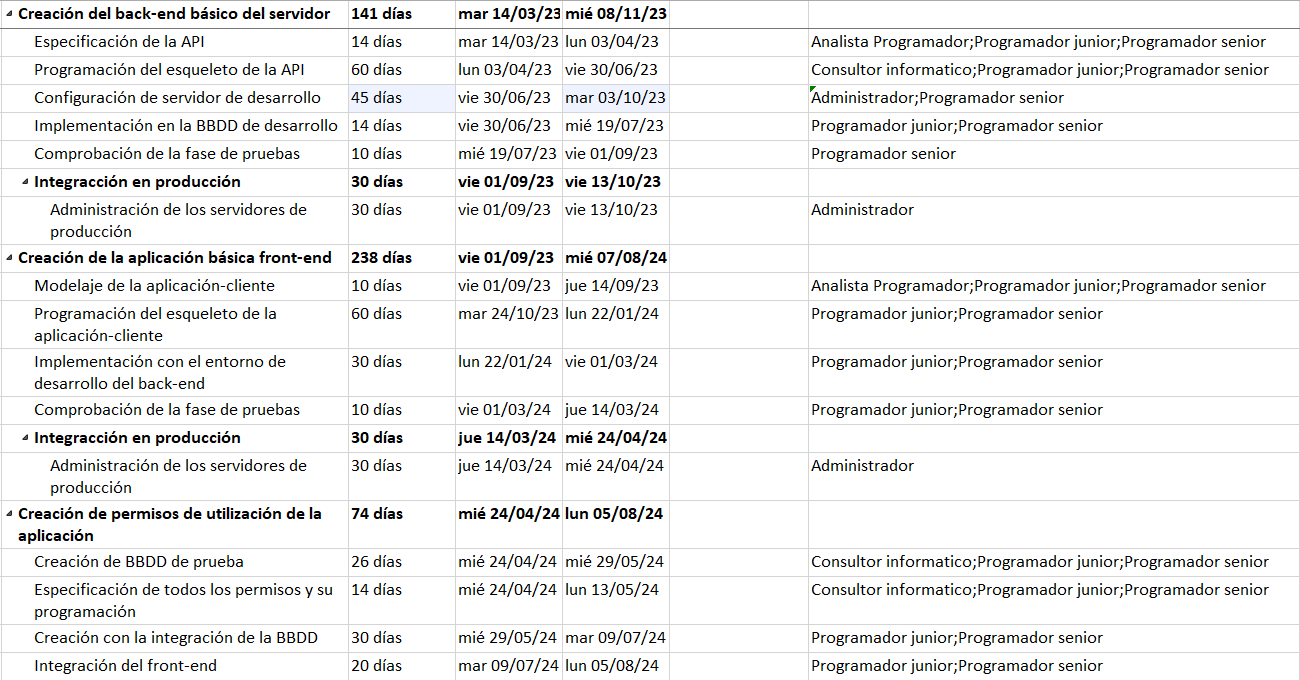 Creación del back-end básico del servidor 141 días mar 14/03/23 mié 08/11/23
Especificación de la API 14 días mar 14/03/23 lun 03/04/23 Analista Programador;Programador junior;Programador senior
Programación del esqueleto de la API 60 días lun 03/04/23 vie 30/06/23 Consultor informatico;Programador junior;Programador senior
Configuración de servidor de desarrollo 45 días vie 30/06/23 mar 03/10/23 Administrador;Programador senior
Implementación en la BBDD de desarrollo 14 días vie 30/06/23 mié 19/07/23 Programador junior;Programador senior
Comprobación de la fase de pruebas 10 días mié 19/07/23 vie 01/09/23 Programador senior
Integracción en producción 30 días vie 01/09/23 vie 13/10/23
Administración de los servidores de 30 días vie 01/09/23 vie 13/10/23 Administrador
producción
Creación de la aplicación básica front-end 238 días vie 01/09/23 mié 07/08/24
Modelaje de la aplicación-cliente 10 días vie 01/09/23 jue 14/09/23 Analista Programador;Programador junior;Programador senior
Programación del esqueleto de la 60 días mar 24/10/23 lun 22/01/24 Programador junior;Programador senior
aplicación-cliente
Implementación con el entorno de 30 días lun 22/01/24 vie 01/03/24 Programador junior;Programador senior
desarrollo del back-end
Comprobación de la fase de pruebas 10 días vie 01/03/24 jue 14/03/24 Programador junior;Programador senior
Integracción en producción 30 días jue 14/03/24 mié 24/04/24
Administración de los servidores de 30 días jue 14/03/24 mié 24/04/24 Administrador
producción
Creación de permisos de utilización de la 74 días mié 24/04/24 lun 05/08/24
aplicación
Creación de BBDD de prueba 26 días mié 24/04/24 mié 29/05/24 Consultor informatico;Programador junior;Programador senior
Especificación de todos los permisos y su 14 días mié 24/04/24 lun 13/05/24 Consultor informatico;Programador junior;Programador senior
programación
Creación con la integración de la BBDD 30 días mié 29/05/24 mar 09/07/24 Programador junior;Programador senior
Integración del front-end 20 días mar 09/07/24 lun 05/08/24 Programador junior;Programador senior